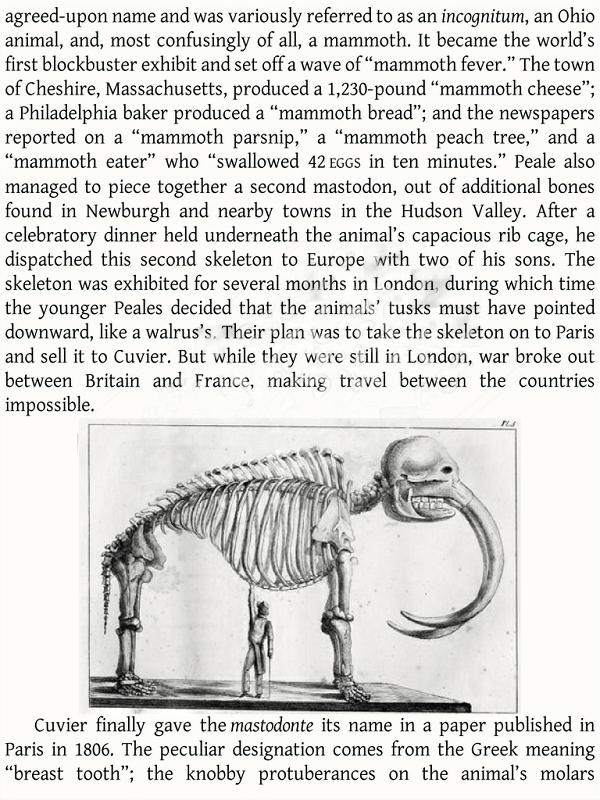 agreed-upon name and was variously referred to as an incognitum, an Ohio
animal, and, most confusingly of all, a mammoth. It became the world’s
first blockbuster exhibit and set off a wave of “mammoth fever.” The town
of Cheshire, Massachusetts, produced a 1,230-pound “mammoth cheese”;
a Philadelphia baker produced a “mammoth bread”; and the newspapers
reported on a “mammoth parsnip,” a “mammoth peach tree,” and a
“mammoth eater” who “swallowed 42 EGGS in ten minutes.” Peale also
managed to piece together a second mastodon, out of additional bones
found in Newburgh and nearby towns in the Hudson Valley. After a
celebratory dinner held underneath the animal’s capacious rib cage, he
dispatched this second skeleton to Europe with two of his sons. The
skeleton was exhibited for several months in London, during which time
the younger Peales decided that the animals’ tusks must have pointed
downward, like a walrus’s. Their plan was to take the skeleton on to Paris
and sell it to Cuvier. But while they were still in London, war broke out
between Britain and France, making travel between the countries
impossible.
Cuvier finally gave the mastodonte its name in a paper published in
Paris in 1806. The peculiar designation comes from the Greek meaning
“breast tooth”; the knobby protuberances on the animal’s molars